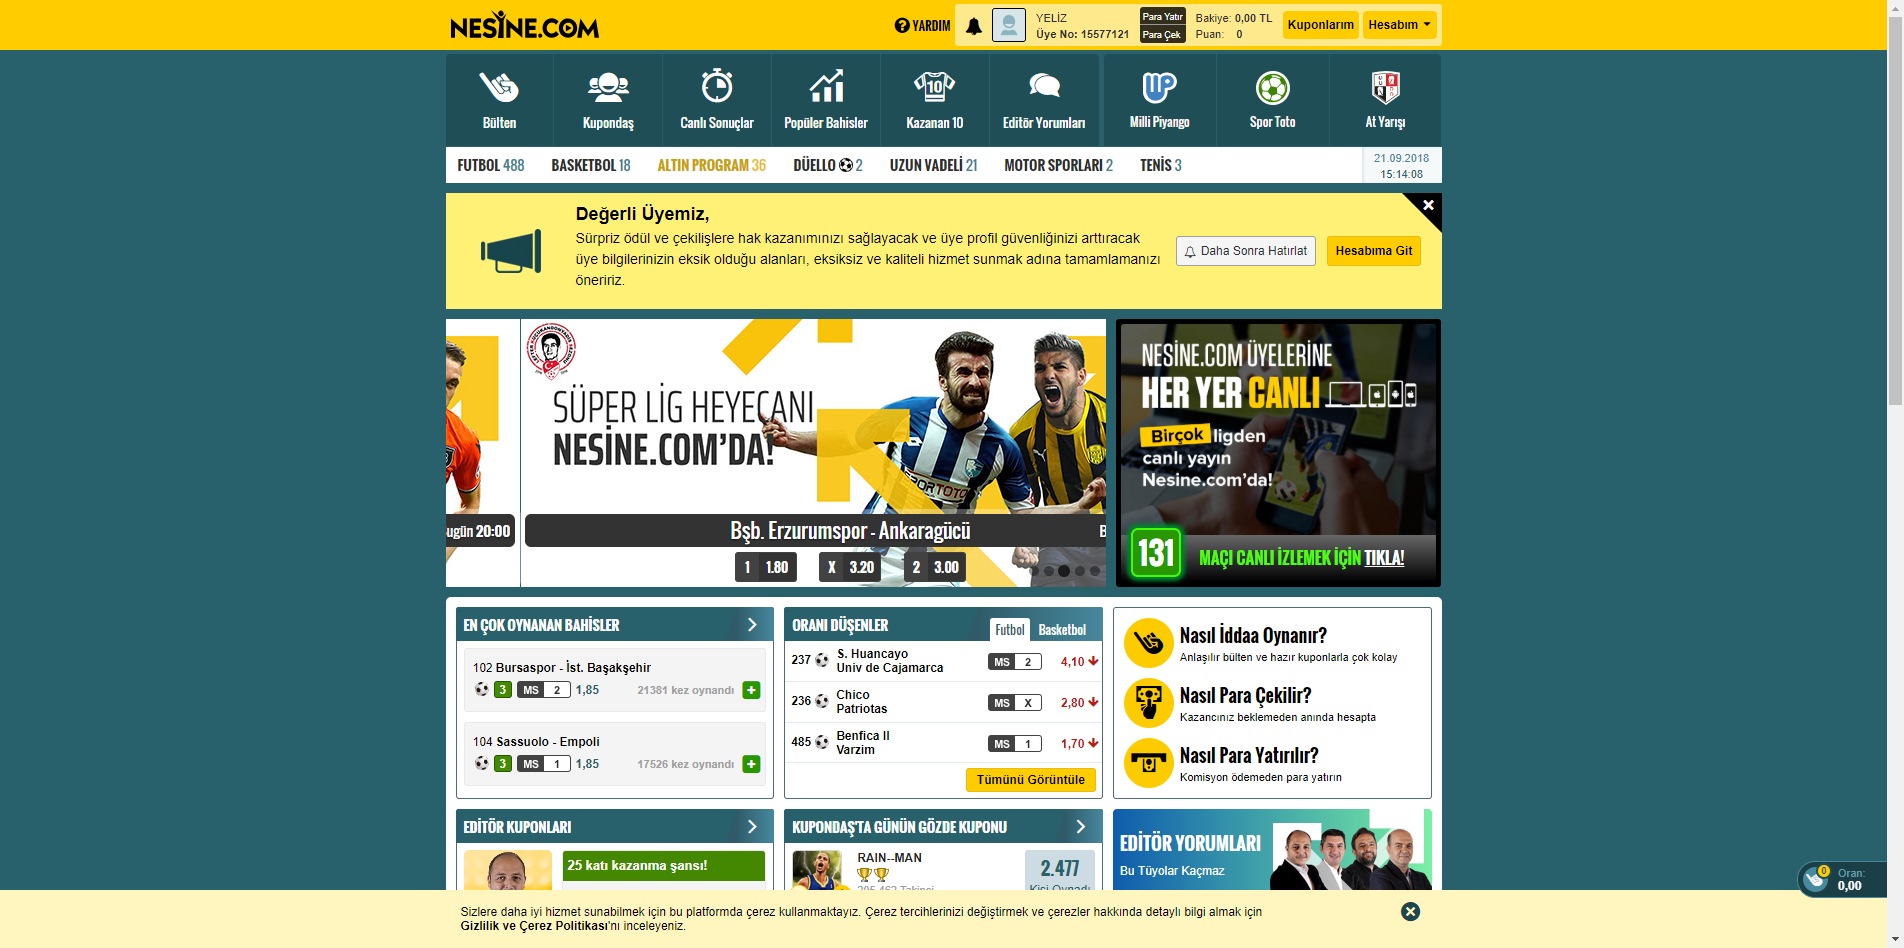 NESİNE.COM
YARDIM
YELİZ
Üye No: 15577121
Para Yatır
Para Çek
Bakiye: 0,00 TL
Puan: 0
Kuponlarım
Hesabım
Bülten
Kupondaş
Canlı Sonuçlar
Popüler Bahisler
10
Kazanan 10
Editör Yorumları
Milli Piyango
Spor Toto
At Yarışı
FUTBOL 488
BASKETBOL 18
ALTIN PROGRAM 36
DÜELLO 2
UZUN VADELİ 21
MOTOR SPORLARI 2
TENİS 3
21.09.2018
15:14:08
Değerli Üyemiz,
Sürpriz ödül ve çekilişlere hak kazanımınızı sağlayacak ve üye profil güvenliğinizi arttıracak
üye bilgilerinizin eksik olduğu alanları, eksiksiz ve kaliteli hizmet sunmak adına tamamlamanızı
öneririz.
Daha Sonra Hatırlat
Hesabıma Git
SÜPER LİG HEYECANI
NESİNE.COM'DA!
SPORTOTO
ugün 20:00
Bşb. Erzurumspor - Ankaragücü
B
1 1.80
X 3.20
2 3.00
NESİNE.COM ÜYELERİNE
HER YER CANLI
Birçok ligden
canlı yayın
Nesine.com'da!
131
MAÇI CANLI İZLEMEK İÇİN TIKLA!
EN ÇOK OYNANAN BAHİSLER
102 Bursaspor - İst. Başakşehir
3 MS 2 1,85
21381 kez oynandı
104 Sassuolo - Empoli
3 MS 1 1,85
17526 kez oynandı
ORANI DÜŞENLER
Futbol
Basketbol
237 S. Huancayo
Univ de Cajamarca
MS 2 4,10
236 Chico
Patriotas
MS X 2,80
485 Benfica II
Varzim
MS 1 1,70
Tümünü Görüntüle
Nasıl İddaa Oynanır?
Anlaşılır bülten ve hazır kuponlarla çok kolay
Nasıl Para Çekilir?
Kazancınız beklemeden anında hesapta
Nasıl Para Yatırılır?
Komisyon ödemeden para yatırın
EDİTÖR KUPONLARI
25 katı kazanma şansı!
KUPONDAŞ'TA GÜNÜN GÖZDE KUPONU
RAIN--MAN
2.477
Kişi Oynadı
EDİTÖR YORUMLARI
Bu Tüyolar Kaçmaz
0
Oran:
0,00
Sizlere daha iyi hizmet sunabilmek için bu platformda çerez kullanmaktayız. Çerez tercihlerinizi değiştirmek ve çerezler hakkında detaylı bilgi almak için
Gizlilik ve Çerez Politikası'nı inceleyeniz.